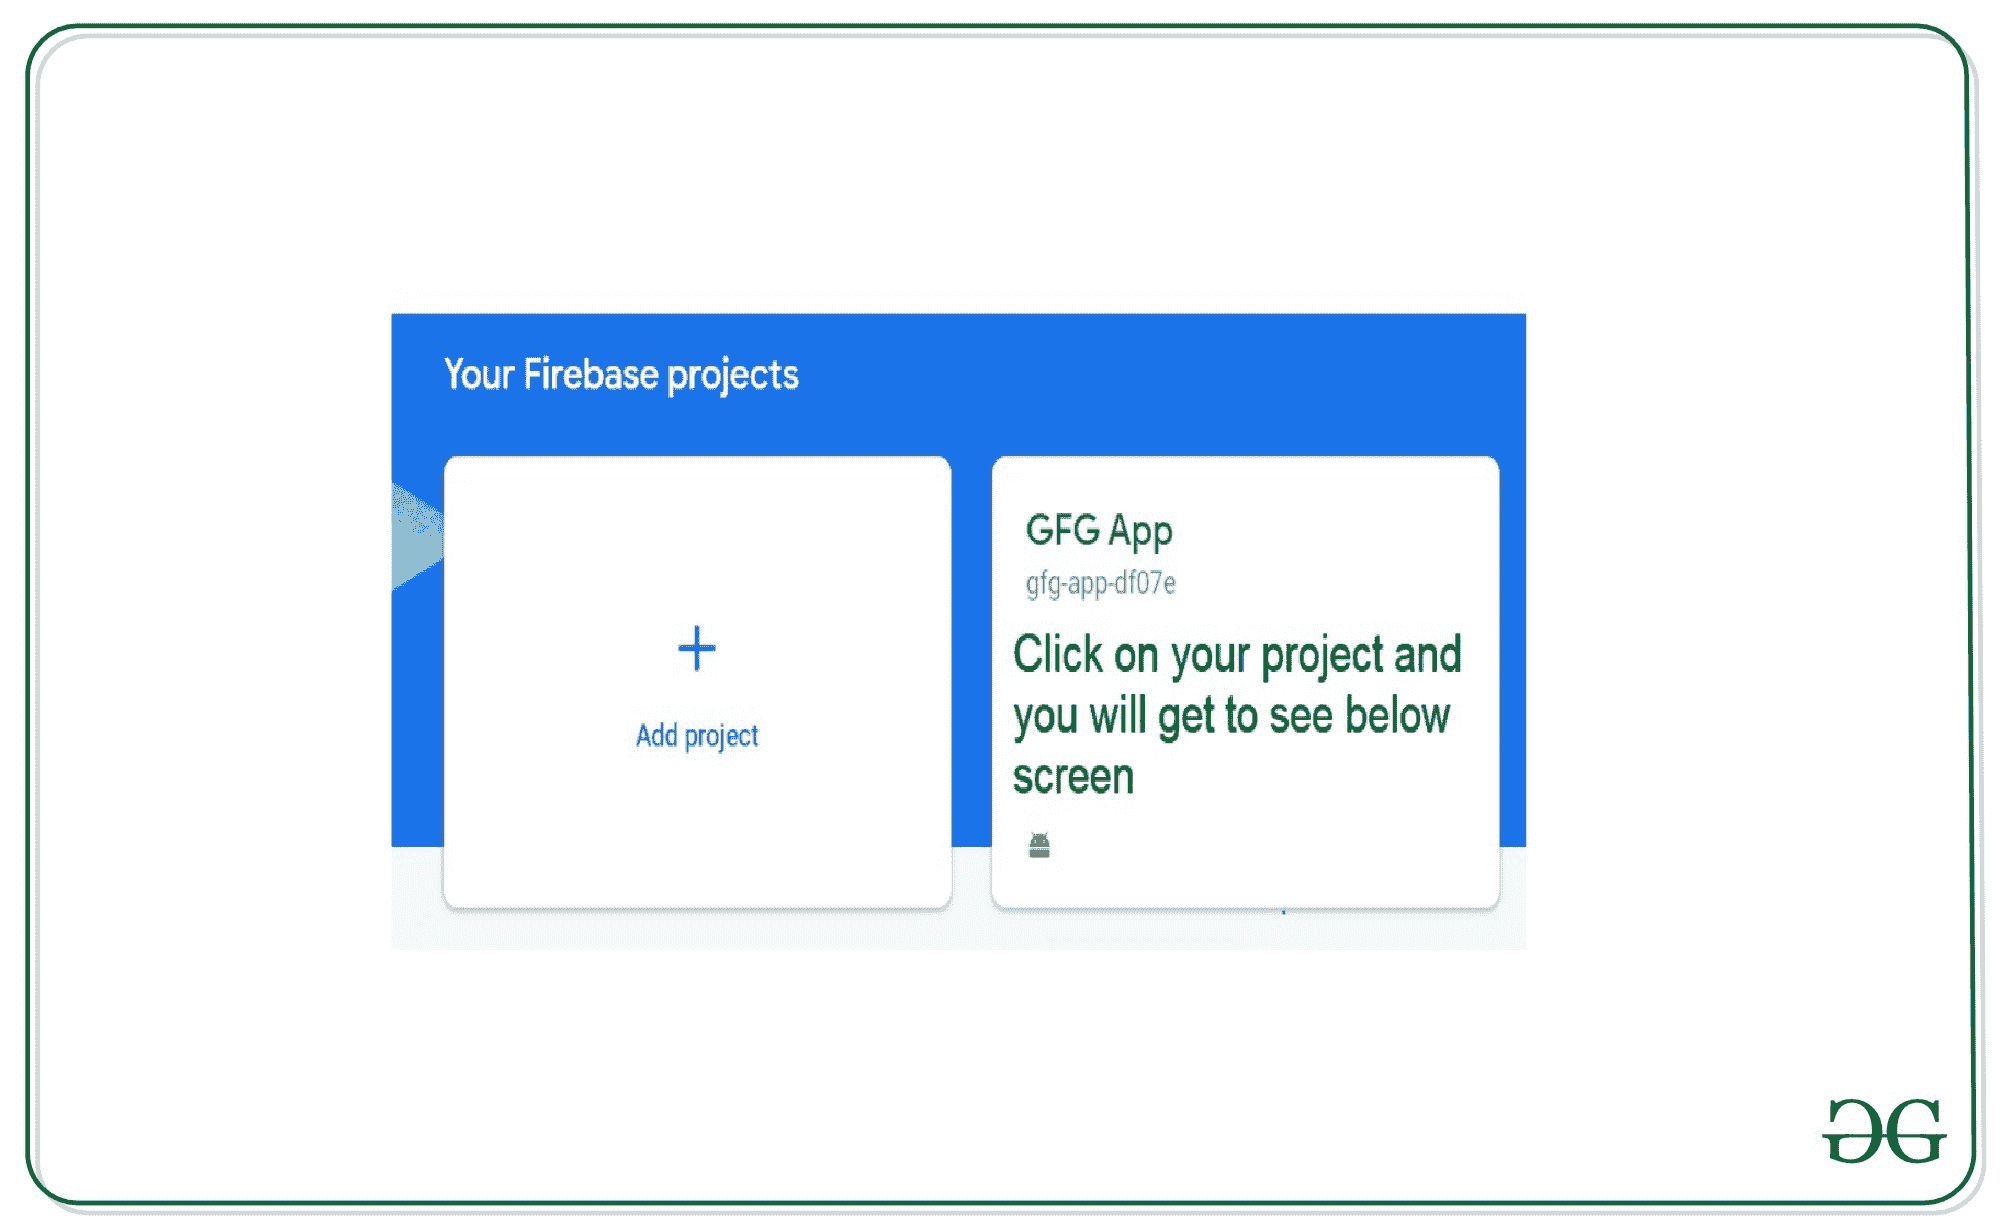 Your Firebase projects
Add project
GFG App
gfg-app-df07e
Click on your project and
you will get to see below
screen
GG